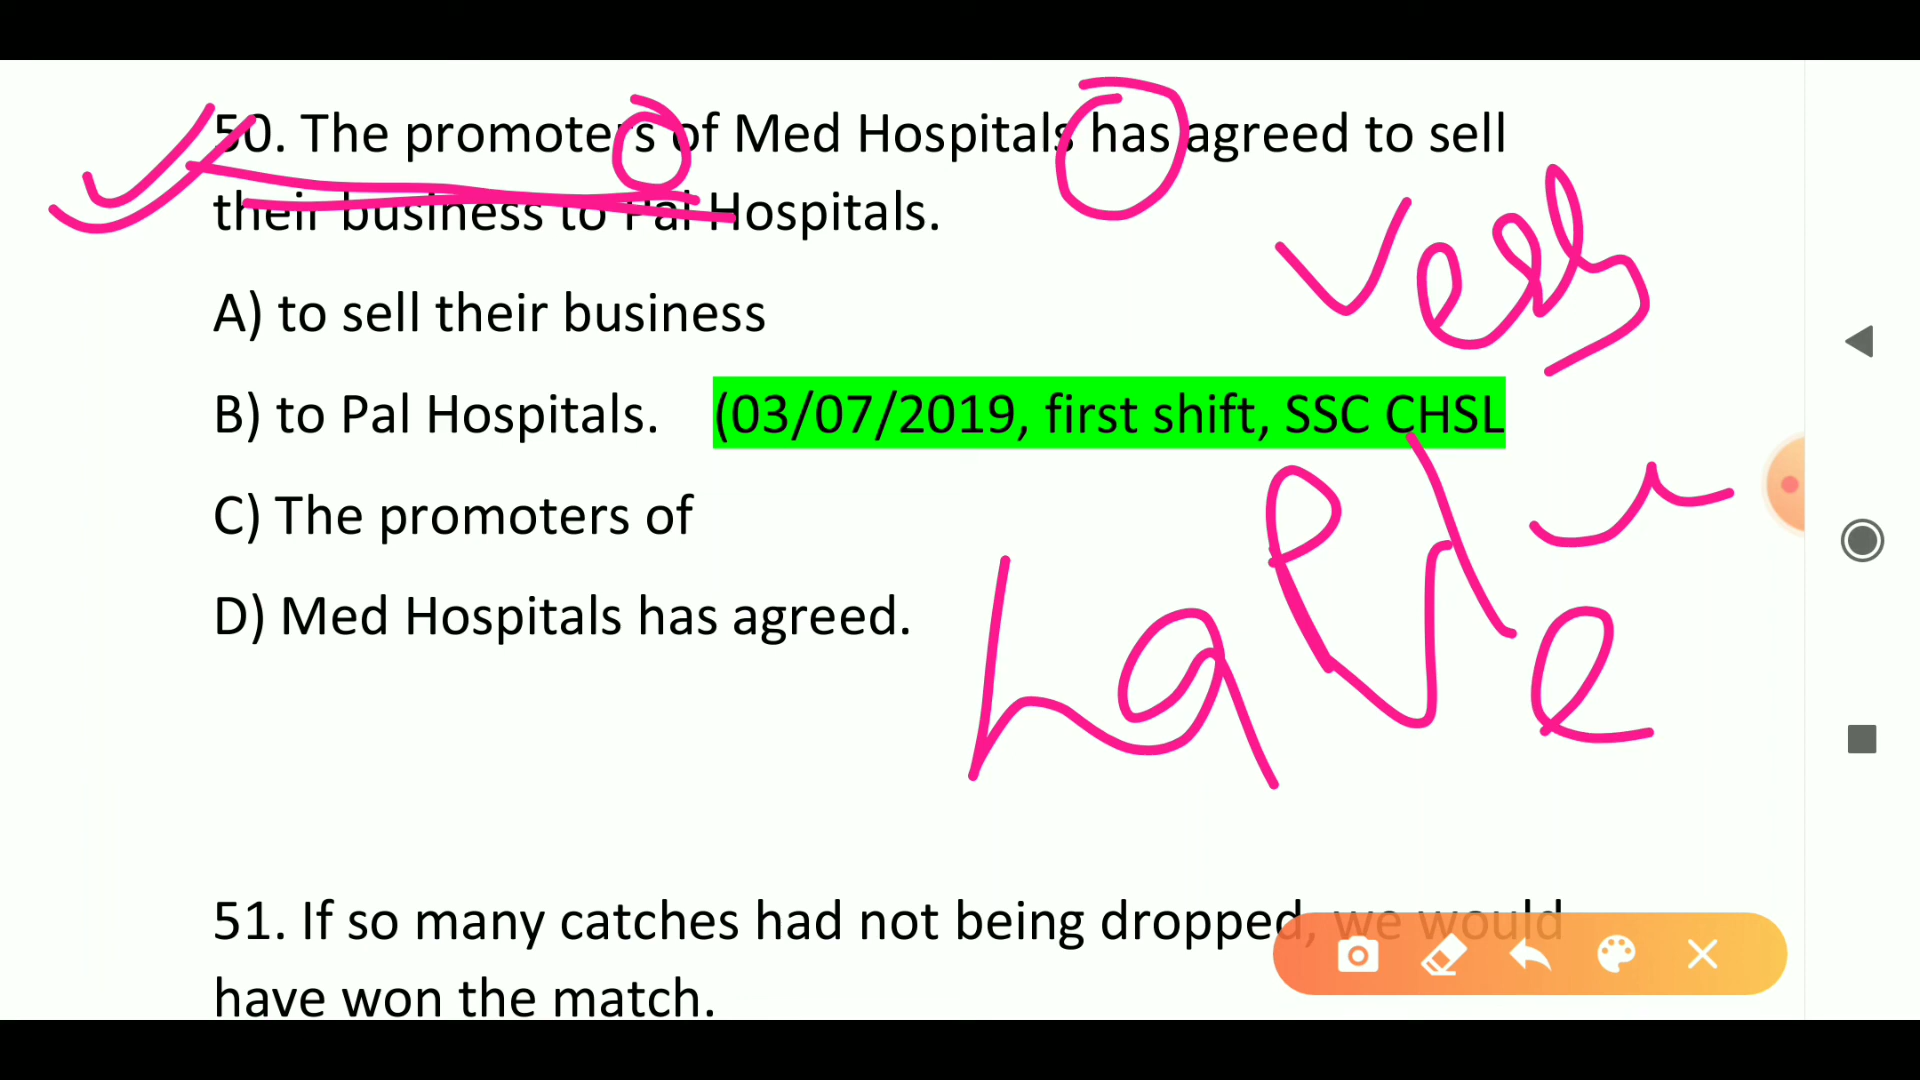 50. The promoters of Med Hospitals has agreed to sell
their business to Pal Hospitals.
A) to sell their business
B) to Pal Hospitals. (03/07/2019, first shift, SSC CHSL
C) The promoters of
D) Med Hospitals has agreed.
have
51. If so many catches had not being dropped, we would
have won the match.